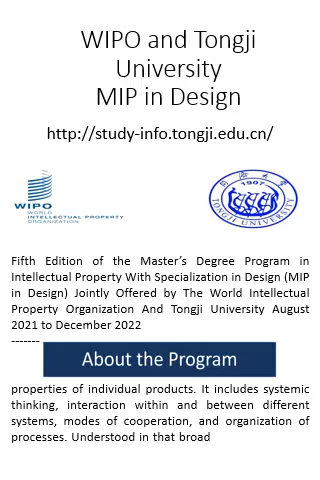 WIPO and Tongji
University
MIP in Design
http://study-info.tongji.edu.cn/
WIPO
WORLD
INTELLECTUAL PROPERTY
ORGANIZATION
1907
TONGJI UNIVERSITY
Fifth Edition of the Master’s Degree Program in
Intellectual Property With Specialization in Design (MIP
in Design) Jointly Offered by The World Intellectual
Property Organization And Tongji University August
2021 to December 2022
-------
About the Program
properties of individual products. It includes systemic
thinking, interaction within and between different
systems, modes of cooperation, and organization of
processes. Understood in that broad